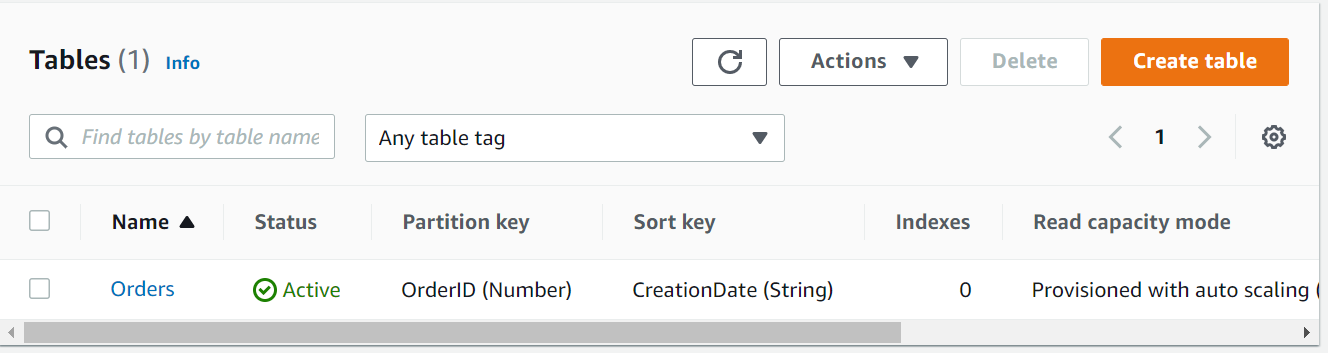 Tables (1) Info
Actions Delete Create table
Find tables by table name Any table tag 1
Name Status Partition key Sort key Indexes Read capacity mode
Orders Active OrderID (Number) CreationDate (String) 0 Provisioned with auto scaling (